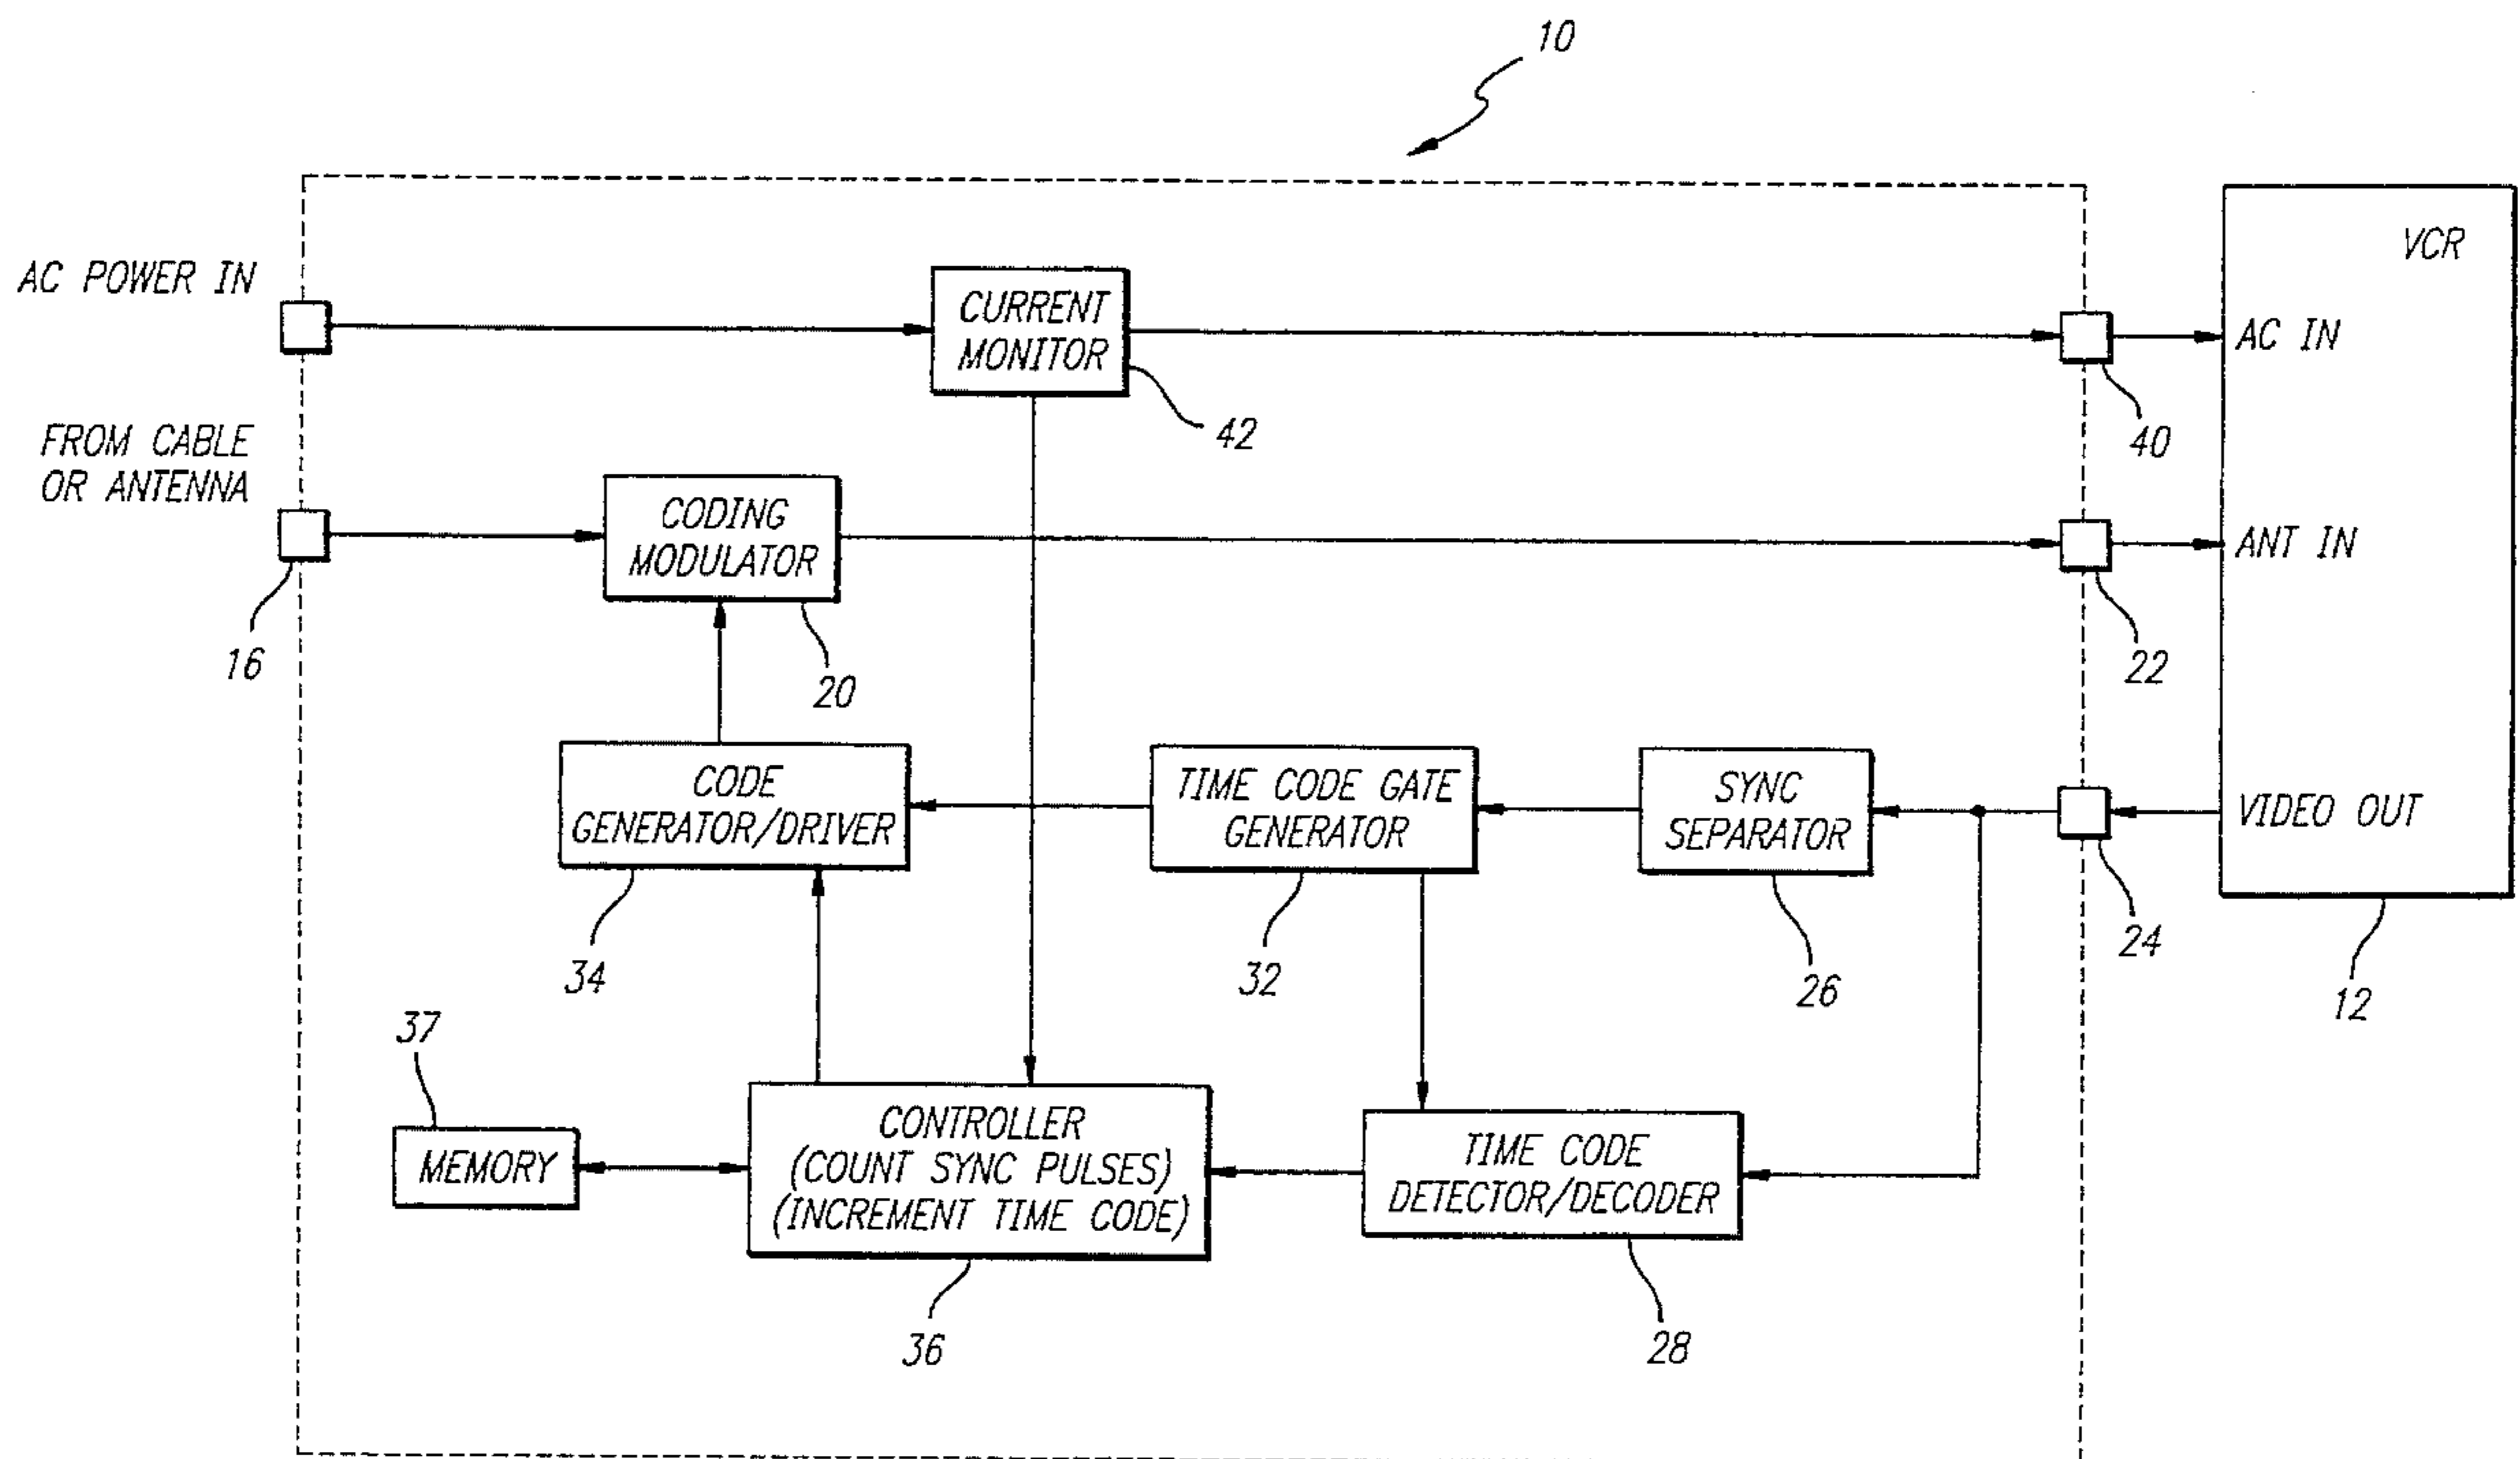 10
VCR
AC POWER IN
CURRENT
MONITOR
AC IN
42
40
FROM CABLE
OR ANTENNA
CODING
MODULATOR
ANT IN
16
20
22
CODE
GENERATOR/DRIVER
TIME CODE GATE
GENERATOR
SYNC
SEPARATOR
VIDEO OUT
34
32
26
24
12
37
MEMORY
CONTROLLER
(COUNT SYNC PULSES)
(INCREMENT TIME CODE)
TIME CODE
DETECTOR/DECODER
36
28